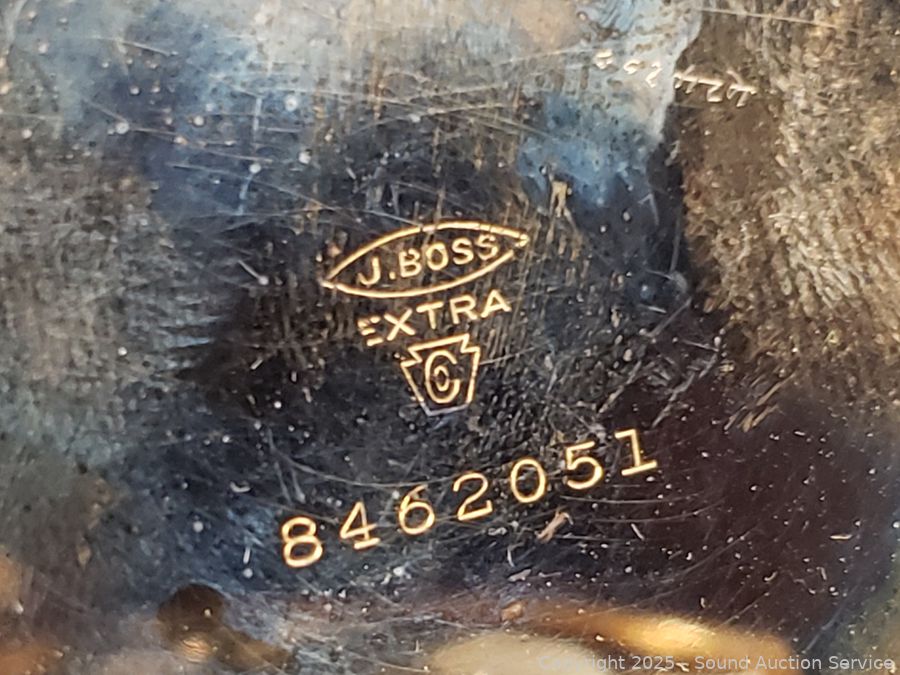 J.BOSS
EXTRA
8462051
Copyright 2025 - Sound Auction Service